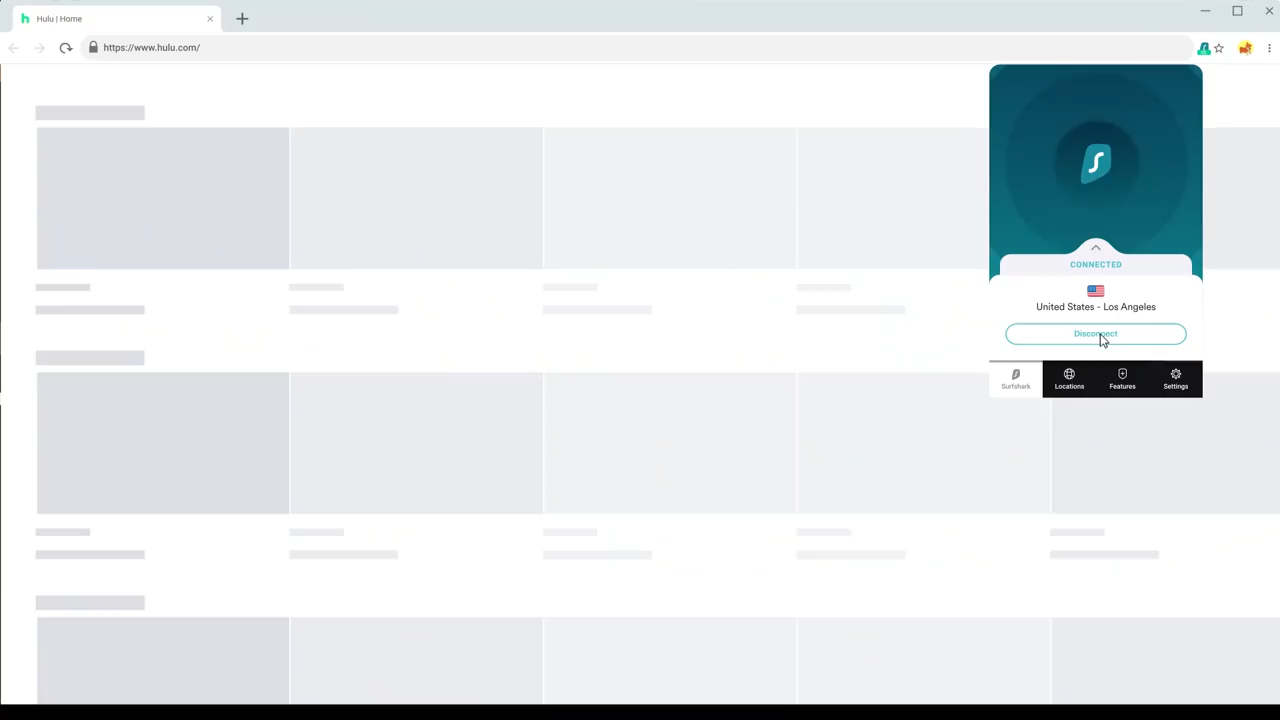 Hulu | Home
https://www.hulu.com/
CONNECTED
United States - Los Angeles
Disconnect
Surfshark
Locations
Features
Settings